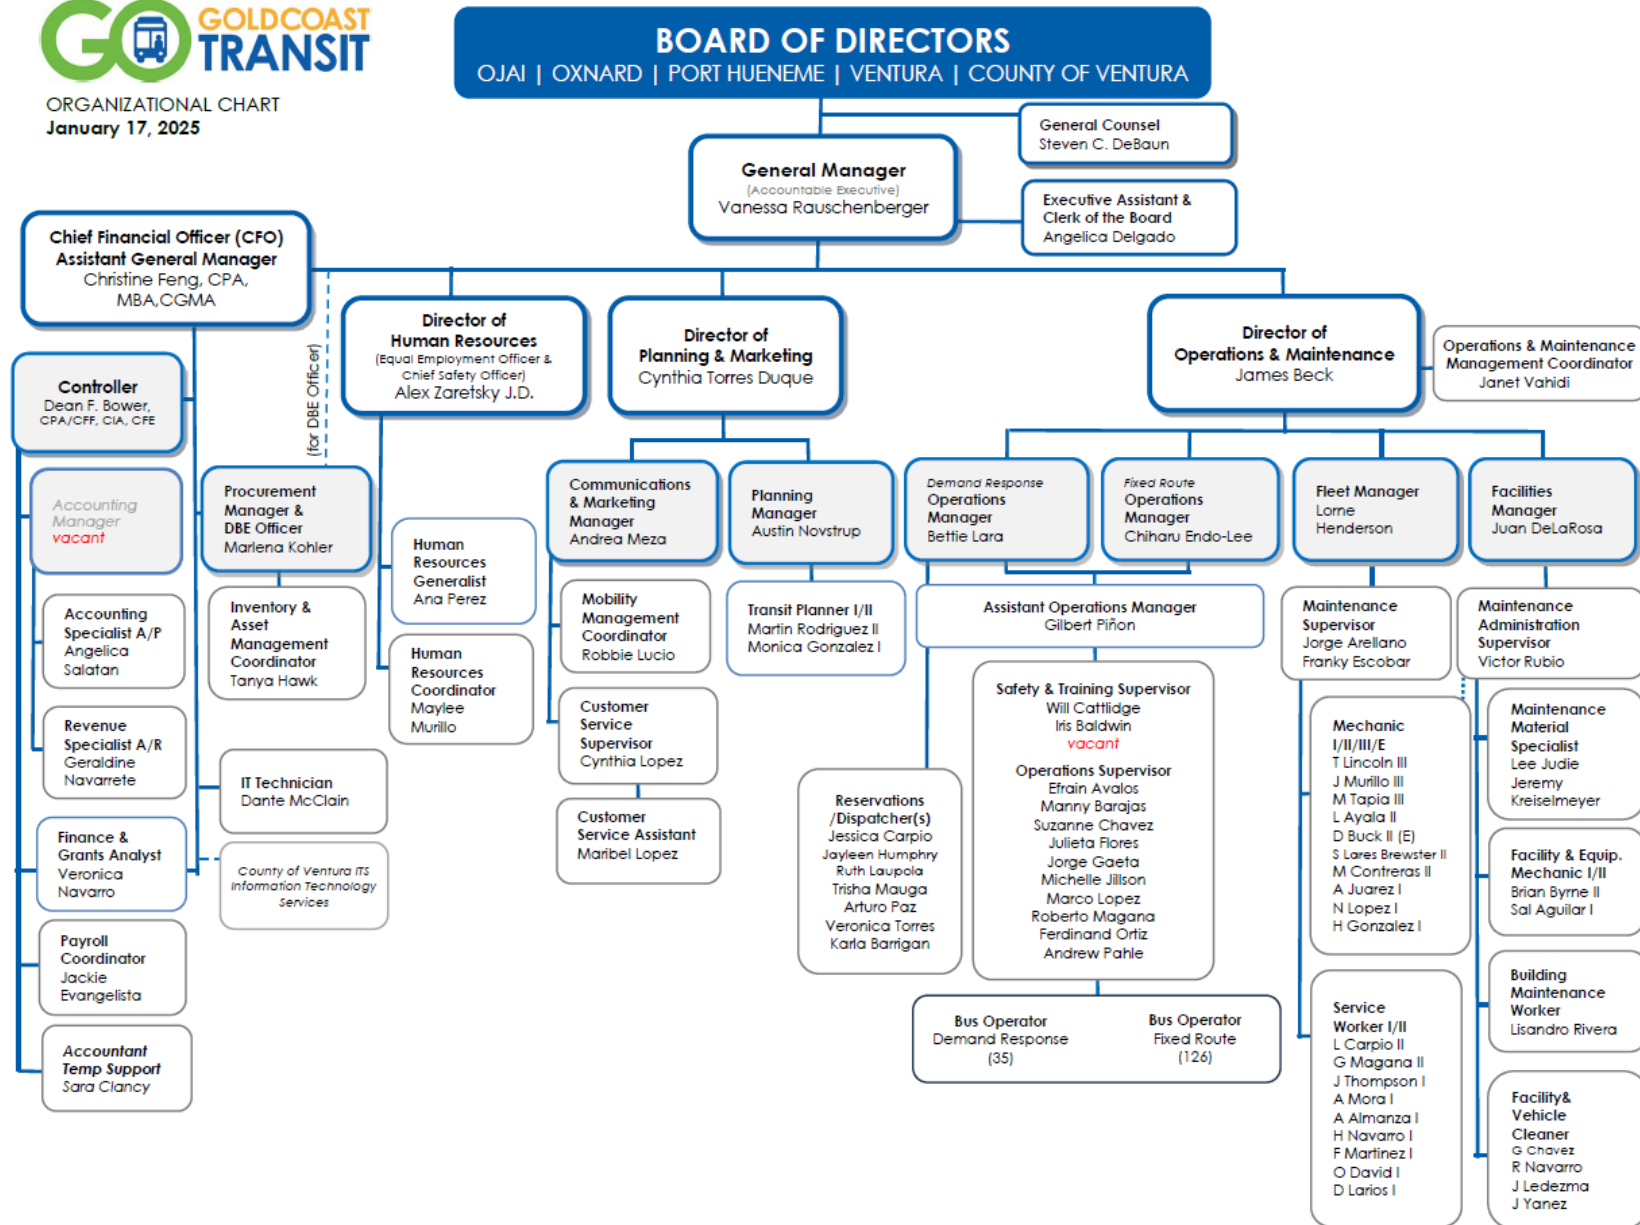 GO GOLDCOAST
TRANSIT
ORGANIZATIONAL CHART
January 17, 2025
BOARD OF DIRECTORS
OJAI | OXNARD | PORT HUENEME | VENTURA | COUNTY OF VENTURA
General Counsel
Steven C. DeBaun
General Manager
(Accountable Executive)
Vanessa Rauschenberger
Executive Assistant &
Clerk of the Board
Angelica Delgado
Chief Financial Officer (CFO)
Assistant General Manager
Christine Feng, CPA,
MBA,CGMA
(for DBE Officer)
Director of
Human Resources
(Equal Employment Officer &
Chief Safety Officer)
Alex Zaretsky J.D.
Director of
Planning & Marketing
Cynthia Torres Duque
Director of
Operations & Maintenance
James Beck
Operations & Maintenance
Management Coordinator
Janet Vahidi
Controller
Dean F. Bower,
CPA/CFF, CIA, CFE
Accounting
Manager
vacant
Procurement
Manager &
DBE Officer
Marlena Kohler
Human
Resources
Generalist
Ana Perez
Human
Resources
Coordinator
Maylee
Murillo
Communications
& Marketing
Manager
Andrea Meza
Planning
Manager
Austin Novstrup
Demand Response
Operations
Manager
Bettie Lara
Fixed Route
Operations
Manager
Chiharu Endo-Lee
Fleet Manager
Lorne
Henderson
Facilities
Manager
Juan DeLaRosa
Accounting
Specialist A/P
Angelica
Salatan
Revenue
Specialist A/R
Geraldine
Navarrete
Finance &
Grants Analyst
Veronica
Navarro
Payroll
Coordinator
Jackie
Evangelista
Accountant
Temp Support
Sara Clancy
Inventory &
Asset
Management
Coordinator
Tanya Hawk
IT Technician
Dante McClain
County of Ventura ITS
Information Technology
Services
Mobility
Management
Coordinator
Robbie Lucio
Customer
Service
Supervisor
Cynthia Lopez
Customer
Service Assistant
Maribel Lopez
Transit Planner I/II
Martin Rodriguez II
Monica Gonzalez I
Assistant Operations Manager
Gilbert Piñon
Reservations
/Dispatcher(s)
Jessica Carpio
Jayleen Humphry
Ruth Laupola
Trisha Mauga
Arturo Paz
Veronica Torres
Karla Barrigan
Safety & Training Supervisor
Will Cattlidge
Iris Baldwin
vacant
Operations Supervisor
Efrain Avalos
Manny Barajas
Suzanne Chavez
Julieta Flores
Jorge Gaeta
Michelle Jillson
Marco Lopez
Roberto Magana
Ferdinand Ortiz
Andrew Pahle
Bus Operator
Demand Response
(35)
Bus Operator
Fixed Route
(126)
Maintenance
Supervisor
Jorge Arellano
Franky Escobar
Mechanic
I/II/III/E
T Lincoln III
J Murillo III
M Tapia III
L Ayala II
D Buck II (E)
S Lares Brewster II
M Contreras II
A Juarez I
N Lopez I
H Gonzalez I
Service
Worker I/II
L Carpio II
G Magana II
J Thompson I
A Mora I
A Almanza I
H Navarro I
F Martinez I
O David I
D Larios I
Maintenance
Administration
Supervisor
Victor Rubio
Maintenance
Material
Specialist
Lee Judie
Jeremy
Kreiselmeyer
Facility & Equip.
Mechanic I/II
Brian Byrne II
Sal Aguilar I
Building
Maintenance
Worker
Lisandro Rivera
Facility&
Vehicle
Cleaner
G Chavez
R Navarro
J Ledezma
J Yanez